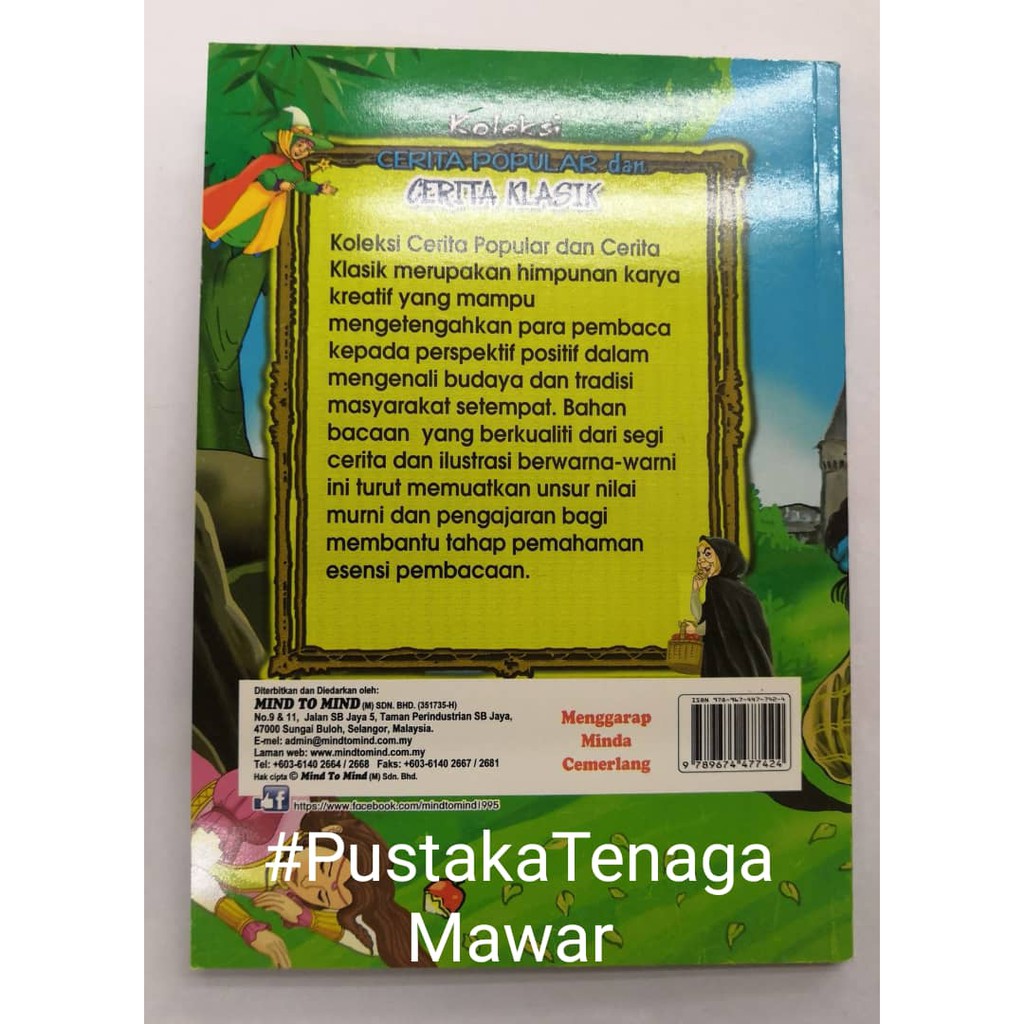 Koleksi
CERITA POPULAR dan
CERITA KLASIK
Koleksi Cerita Popular dan Cerita
Klasik merupakan himpunan karya
kreatif yang mampu
mengetengahkan para pembaca
kepada perspektif positif dalam
mengenali budaya dan tradisi
masyarakat setempat. Bahan
bacaan yang berkualiti dari segi
cerita dan ilustrasi berwarna-warni
ini turut memuatkan unsur nilai
murni dan pengajaran bagi
membantu tahap pemahaman
esensi pembacaan.
Diterbitkan dan Diedarkan oleh:
MIND TO MIND (M) SDN. BHD. (351735-H)
No.9 & 11, Jalan SB Jaya 5, Taman Perindustrian SB Jaya,
47000 Sungai Buloh, Selangor, Malaysia.
E-mel: admin@mindtomind.com.my
Laman web: www.mindtomind.com.my
Tel: +603-6140 2664 / 2668 Faks: +603-6140 2667 / 2681
Hak cipta © Mind To Mind (M) Sdn. Bhd.
Menggarap
Minda
Cemerlang
ISBN 978-967-447-742-4
9 789674 477424
https://www.facebook.com/mindtomind1995
#PustakaTenaga
Mawar